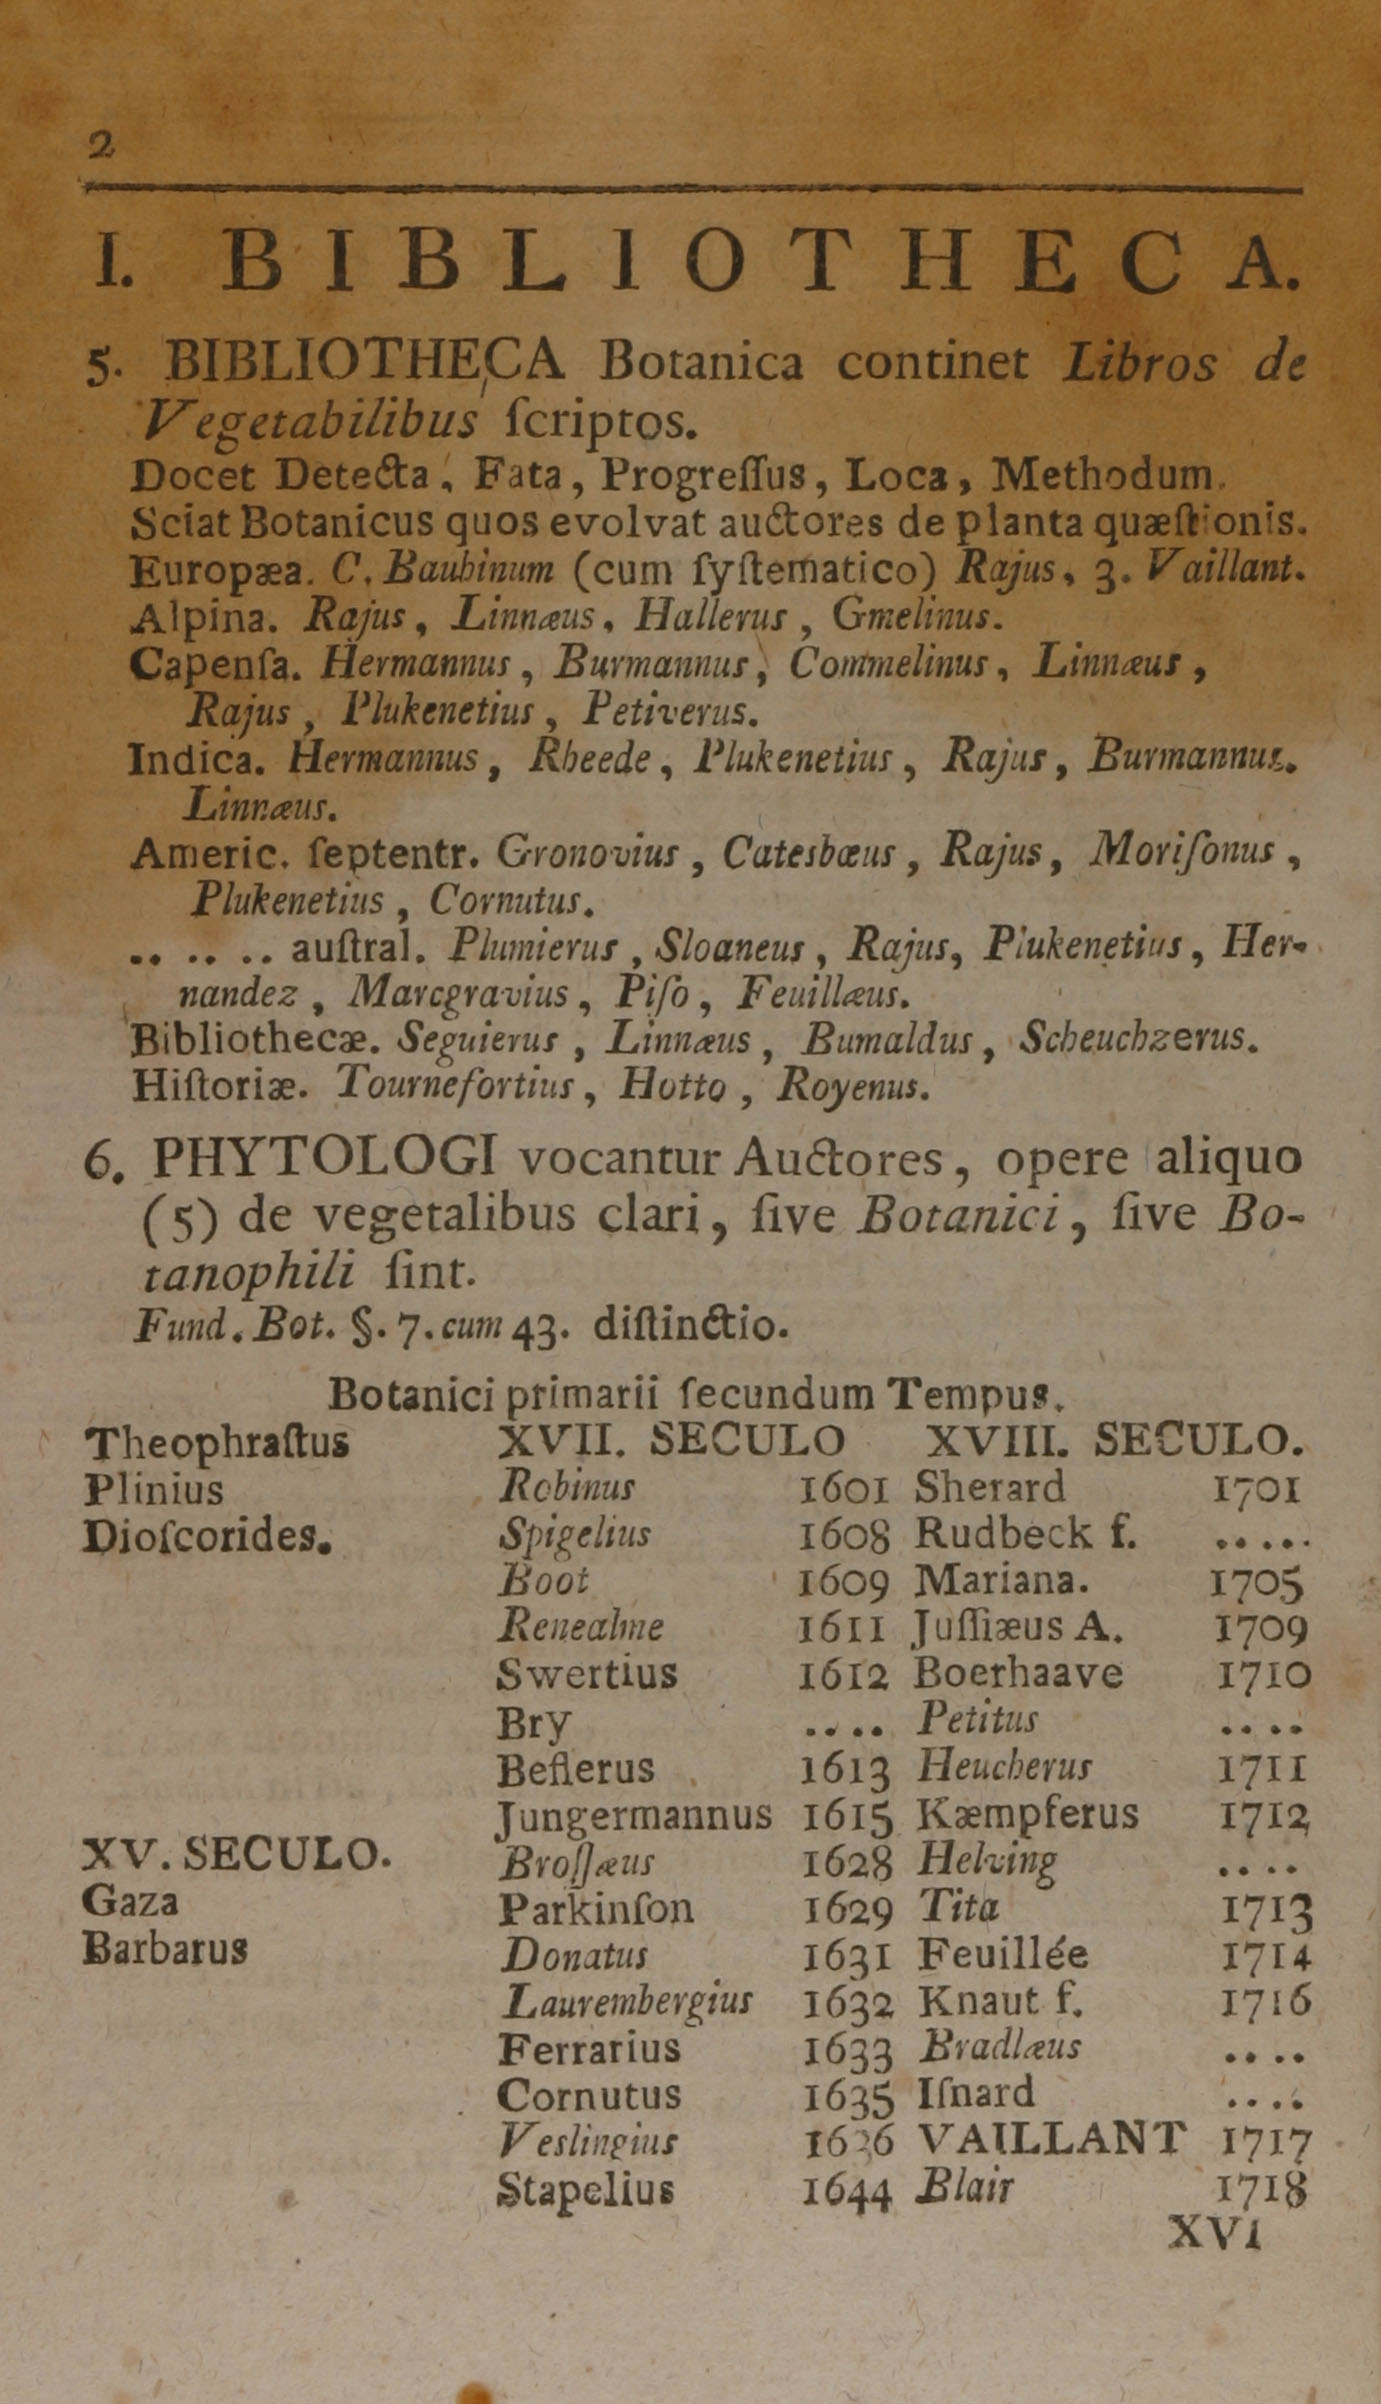 2
I. BIBLIOTHECA.
5. BIBLIOTHECA Botanica continet Libros de
Vegetabilibus ſcriptos.
Docet Detecta, Fata, Progreſſus, Loca, Methodum.
Sciat Botanicus quos evolvat auctores de planta quæſtionis.
Europæa. C. Bauhinum (cum ſyſtematico) Rajus, 3. Vaillant.
Alpina. Rajus, Linnæus, Hallerus, Gmelinus.
Capenſa. Hermannus, Burmannus, Commelinus, Linnæus,
Rajus, Plukenetius, Petiverus.
Indica. Hermannus, Rheede, Plukenetius, Rajus, Burmannus.
Linnæus.
Americ. ſeptentr. Gronovius, Catesbæus, Rajus, Moriſonus,
Plukenetius, Cornutus.
.. .. .. auſtral. Plumierus, Sloaneus, Rajus, Plukenetius, Her-
nandez, Marcgravius, Piſo, Feuillæus.
Bibliothecæ. Seguierus, Linnæus, Bumaldus, Scheuchzerus.
Hiſtoriæ. Tournefortius, Hotto, Royenus.
6. PHYTOLOGI vocantur Auctores, opere aliquo
(5) de vegetalibus clari, ſive Botanici, ſive Bo-
tanophili ſint.
Fund. Bot. §. 7. cum 43. diſtinctio.
Botanici primarii ſecundum Tempus.
Theophraſtus XVII. SECULO XVIII. SECULO.
Plinius Robinus 1601 Sherard 1701
Dioſcorides. Spigelius 1608 Rudbeck f. .....
Boot 1609 Mariana. 1705
Renealme 1611 Juſſiæus A. 1709
Swertius 1612 Boerhaave 1710
Bry .... Petitus ....
Beſlerus 1613 Heucherus 1711
Jungermannus 1615 Kæmpferus 1712
XV. SECULO. Broſſæus 1628 Helving ....
Gaza Parkinſon 1629 Tita 1713
Barbarus Donatus 1631 Feuillée 1714
Laurembergius 1632 Knaut f. 1716
Ferrarius 1633 Bradlæus ....
Cornutus 1635 Iſnard ....
Veslingius 1636 VAILLANT 1717
Stapelius 1644 Blair 1718
XVI